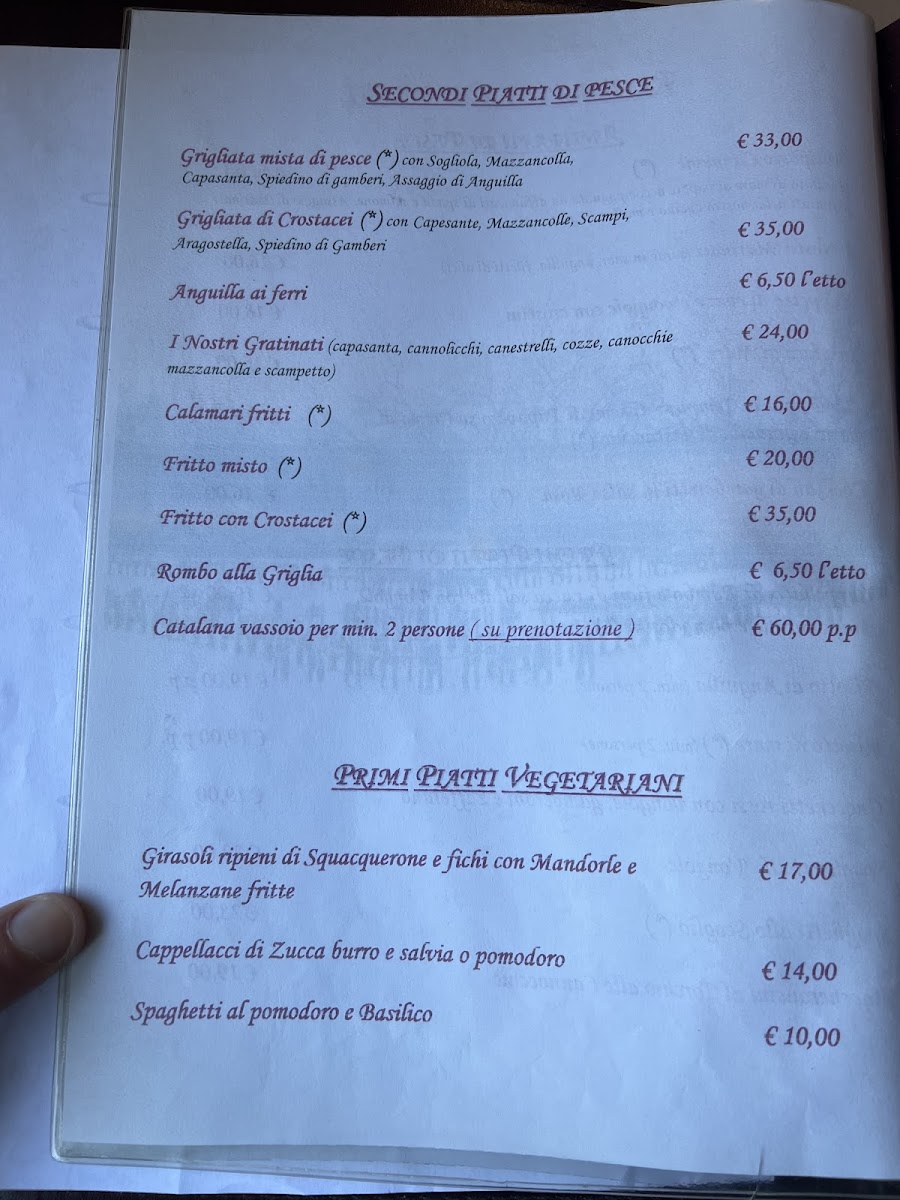 SECONDI PIATTI DI PESCE
Grigliata mista di pesce (*) con Sogliola, Mazzancolla, € 33,00
Capasanta, Spiedino di gamberi, Assaggio di Anguilla
Grigliata di Crostacei (*) con Capesante, Mazzancolle, Scampi, € 35,00
Aragostella, Spiedino di Gamberi
Anguilla ai ferri € 6,50 l'etto
I Nostri Gratinati (capasanta, cannolicchi, canestrelli, cozze, canocchie € 24,00
mazzancolla e scampetto)
Calamari fritti (*) € 16,00
Fritto misto (*) € 20,00
Fritto con Crostacei (*) € 35,00
Rombo alla Griglia € 6,50 l'etto
Catalana vassoio per min. 2 persone ( su prenotazione ) € 60,00 p.p
PRIMI PIATTI VEGETARIANI
Girasoli ripieni di Squacquerone e fichi con Mandorle e € 17,00
Melanzane fritte
Cappellacci di Zucca burro e salvia o pomodoro € 14,00
Spaghetti al pomodoro e Basilico € 10,00